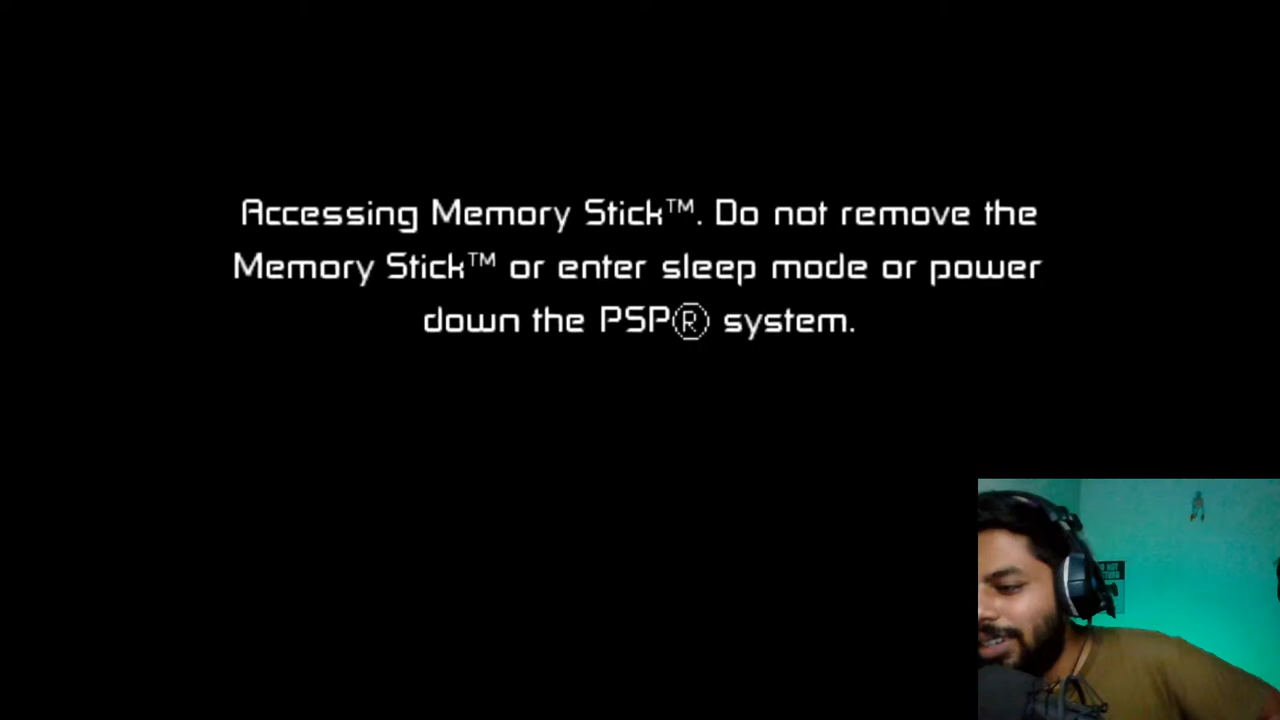 Accessing Memory Stick™. Do not remove the
Memory Stick™ or enter sleep mode or power
down the PSP® system.